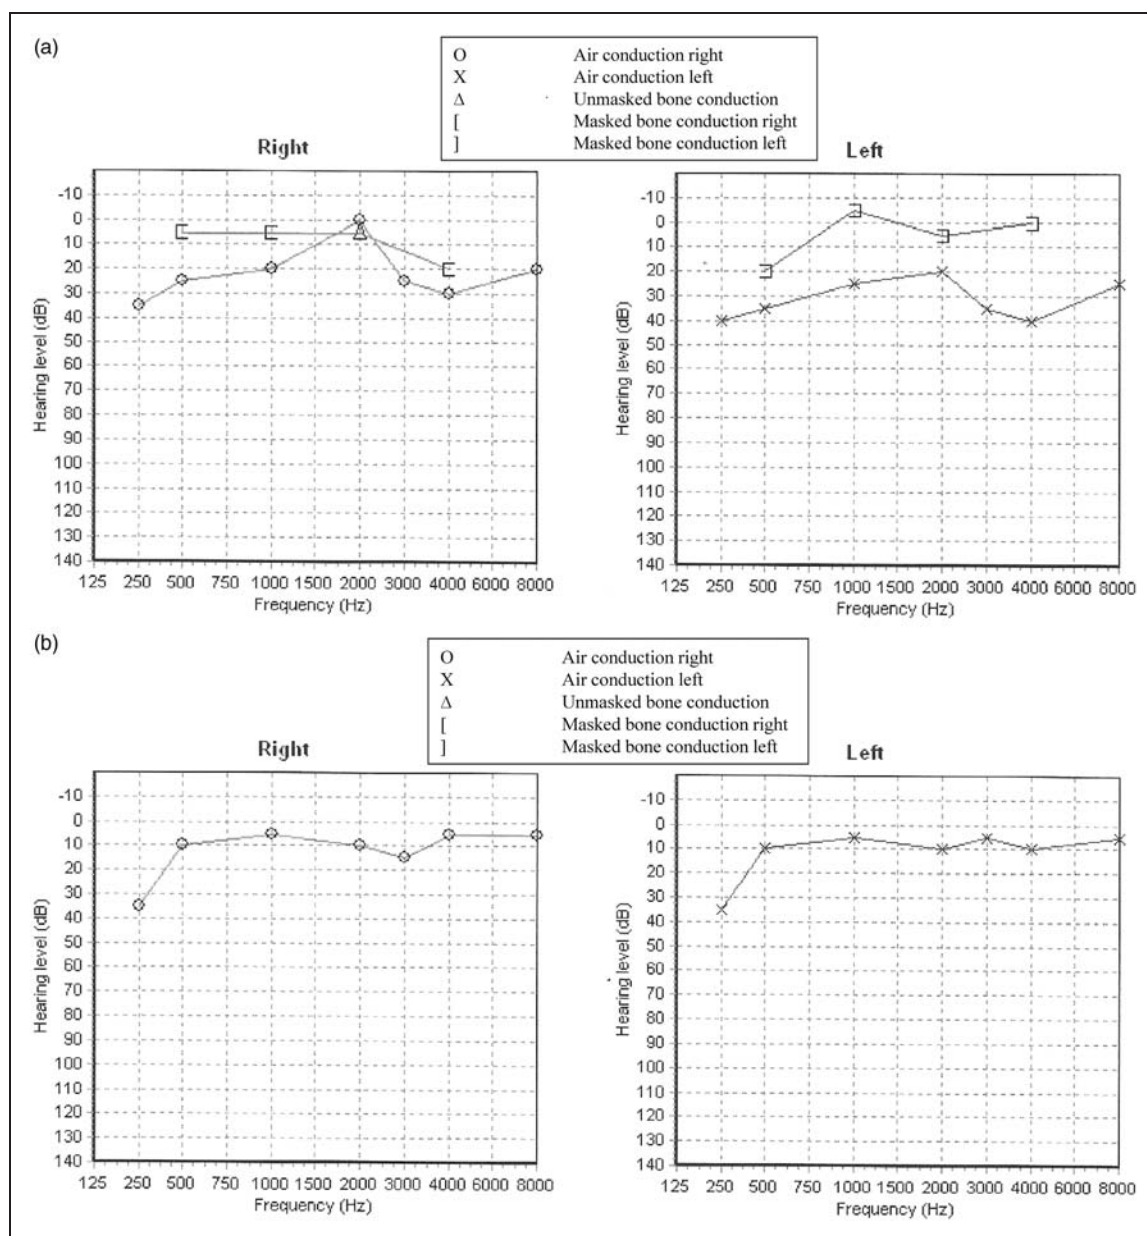 (a)
O Air conduction right
X Air conduction left
Δ Unmasked bone conduction
[ Masked bone conduction right
] Masked bone conduction left
Right
Hearing level (dB)
-10
0
10
20
30
40
50
60
70
80
90
100
110
120
130
140
125 250 500 750 1000 1500 2000 3000 4000 6000 8000
Frequency (Hz)
Left
Hearing level (dB)
-10
0
10
20
30
40
50
60
70
80
90
100
110
120
130
140
125 250 500 750 1000 1500 2000 3000 4000 6000 8000
Frequency (Hz)
(b)
O Air conduction right
X Air conduction left
Δ Unmasked bone conduction
[ Masked bone conduction right
] Masked bone conduction left
Right
Hearing level (dB)
-10
0
10
20
30
40
50
60
70
80
90
100
110
120
130
140
125 250 500 750 1000 1500 2000 3000 4000 6000 8000
Frequency (Hz)
Left
Hearing level (dB)
-10
0
10
20
30
40
50
60
70
80
90
100
110
120
130
140
125 250 500 750 1000 1500 2000 3000 4000 6000 8000
Frequency (Hz)